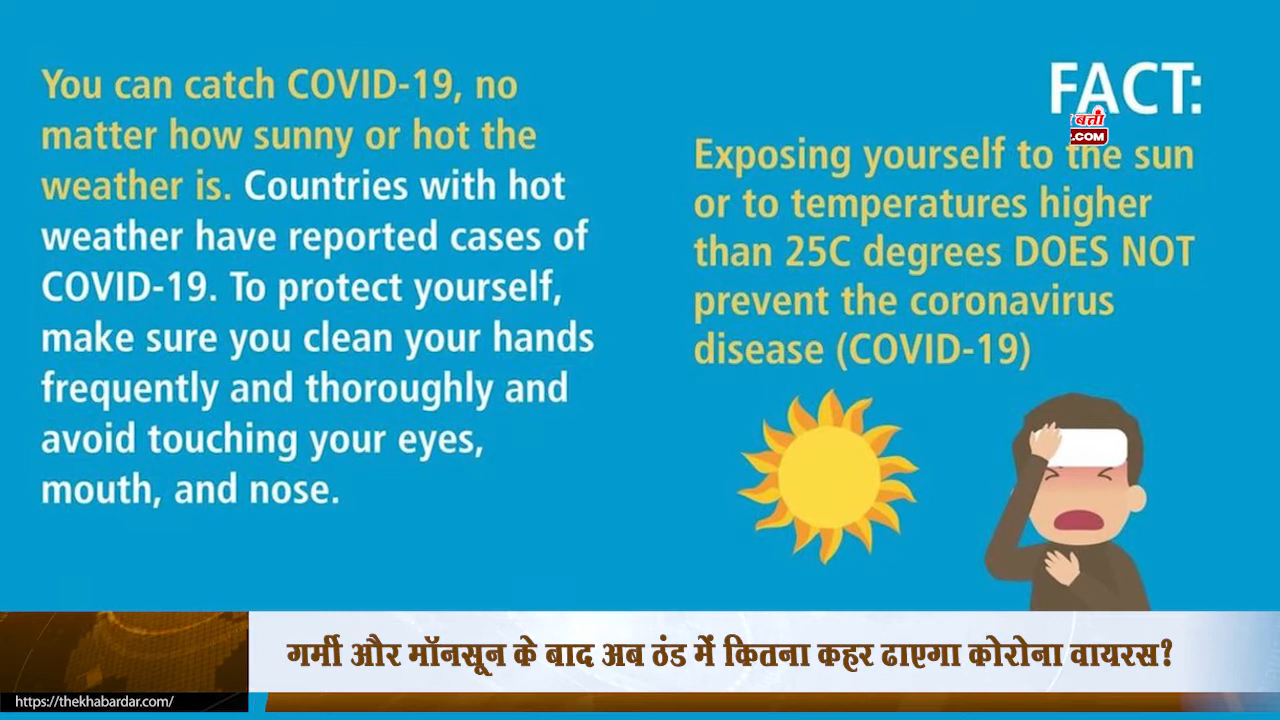 You can catch COVID-19, no
matter how sunny or hot the
weather is. Countries with hot
weather have reported cases of
COVID-19. To protect yourself,
make sure you clean your hands
frequently and thoroughly and
avoid touching your eyes,
mouth, and nose.
FACT:
बत्ती
.COM
Exposing yourself to the sun
or to temperatures higher
than 25C degrees DOES NOT
prevent the coronavirus
disease (COVID-19)
गर्मी और मॉनसून के बाद अब ठंड में कितना कहर ढाएगा कोरोना वायरस?
https://thekhabardar.com/